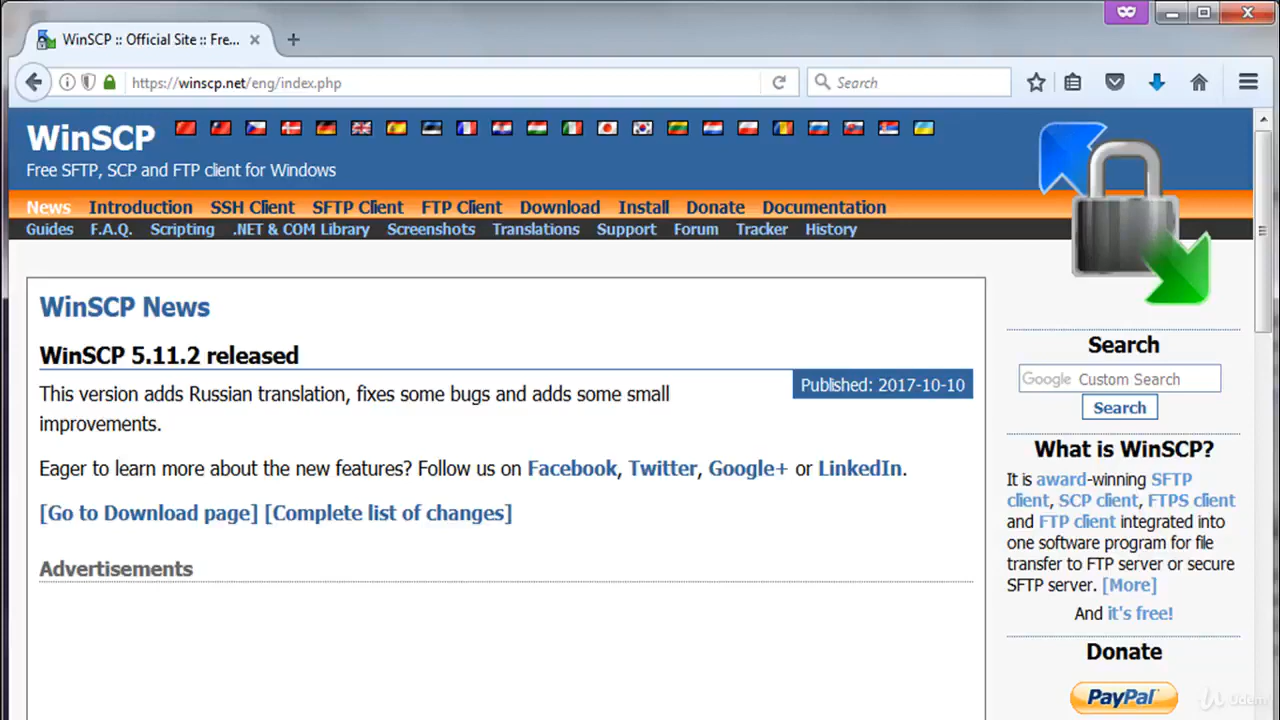 WinSCP :: Official Site :: Fre...
https://winscp.net/eng/index.php
Search
WinSCP
Free SFTP, SCP and FTP client for Windows
News Introduction SSH Client SFTP Client FTP Client Download Install Donate Documentation
Guides F.A.Q. Scripting .NET & COM Library Screenshots Translations Support Forum Tracker History
WinSCP News
WinSCP 5.11.2 released
Published: 2017-10-10
This version adds Russian translation, fixes some bugs and adds some small
improvements.
Eager to learn more about the new features? Follow us on Facebook, Twitter, Google+ or LinkedIn.
[Go to Download page] [Complete list of changes]
Advertisements
Search
Google Custom Search
Search
What is WinSCP?
It is award-winning SFTP
client, SCP client, FTPS client
and FTP client integrated into
one software program for file
transfer to FTP server or secure
SFTP server. [More]
And it's free!
Donate
PayPal
Udemy